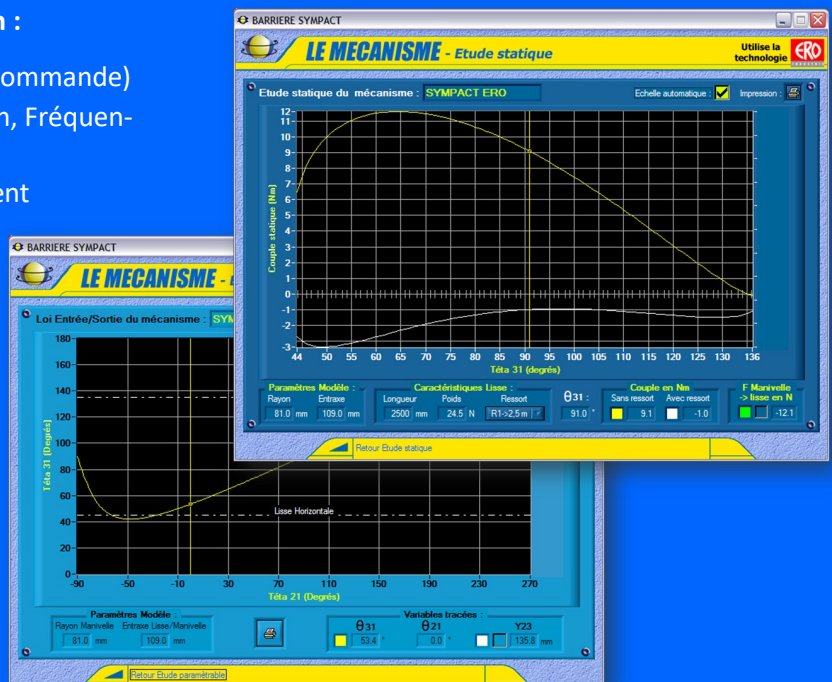 n :
ommande)
n, Fréquen-
ent
BARRIERE SYMPACT
LE MECANISME - Etude statique
Utilise la
technologie
ERO
Etude statique du mécanisme : SYMPACT ERO
Echelle automatique :
Impression :
Couple statique [Nm]
12
11
10
9
8
7
6
5
4
3
2
1
0
-1
-2
-3
44 50 55 60 65 70 75 80 85 90 95 100 105 110 115 120 125 130 136
Téta 31 (degrés)
Paramètres Modèle : Caractéristiques Lisse : Couple en Nm F Manivelle
Rayon Entraxe Longueur Poids Ressort θ31 : Sans ressort Avec ressort -> lisse en N
81.0 mm 109.0 mm 2500 mm 24.5 N R1->2,5 m 91.0 ° 9.1 -1.0 -12.1
Retour Etude statique
BARRIERE SYMPACT
LE MECANISME -
Loi Entrée/Sortie du mécanisme :
Téta 31 [Degrés]
180
160
140
120
100
80
60
40
20
0
Lisse Horizontale
-90 -50 -10 30 70 110 150 190 230 270
Téta 21 (Degrés)
Paramètres Modèle : Variables tracées :
Rayon Manivelle Entraxe Lisse/Manivelle θ31 θ21 Y23
81.0 mm 109.0 mm 53.4 ° 0.0 ° 135.8 mm
Retour Etude paramétrable